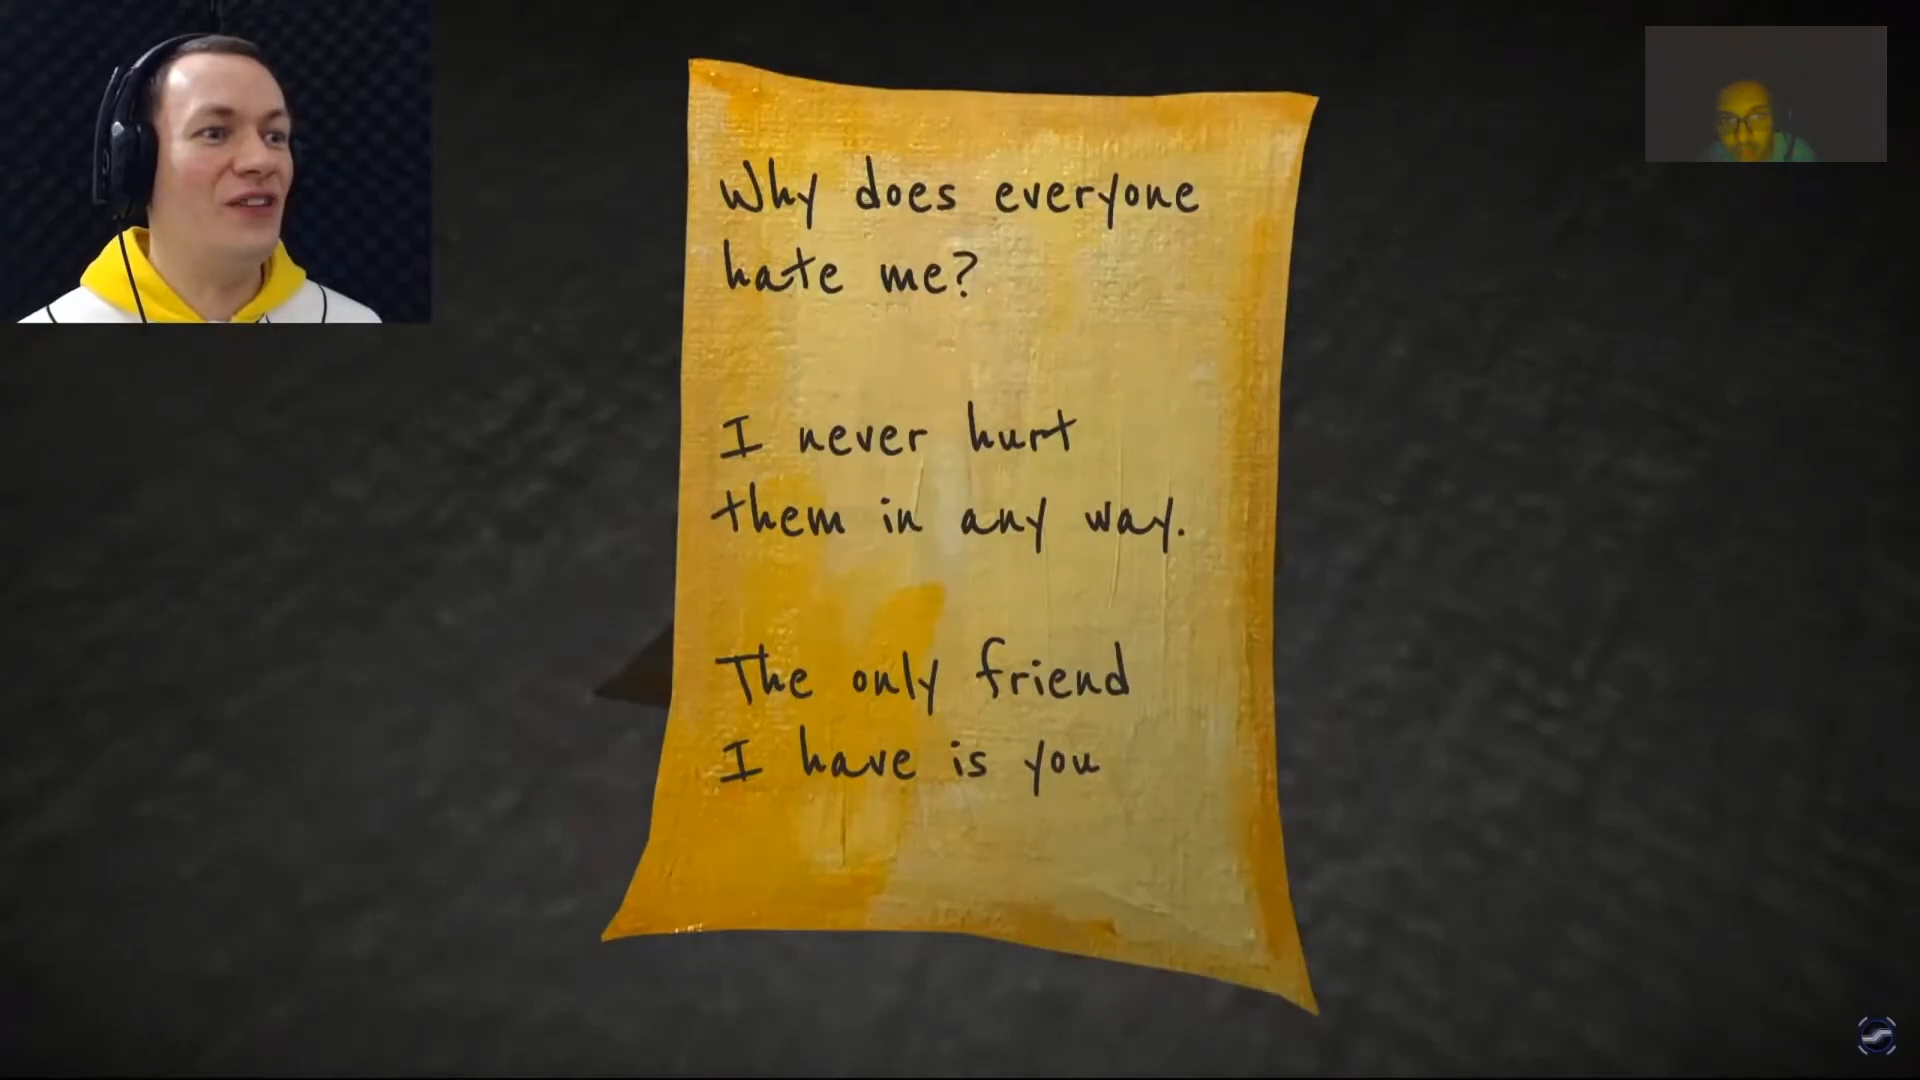 Why does everyone
hate me?
I never hurt
them in any way.
The only friend
I have is you